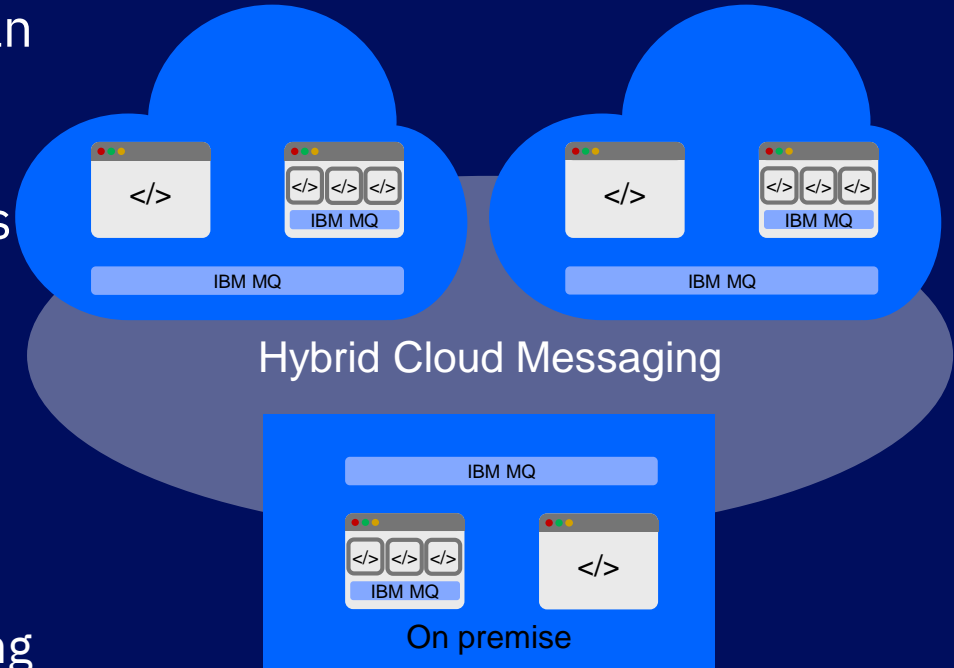 </> </> </> </> </> </> </> </>
IBM MQ IBM MQ
IBM MQ IBM MQ
Hybrid Cloud Messaging
IBM MQ
</> </> </> </>
IBM MQ
On premise